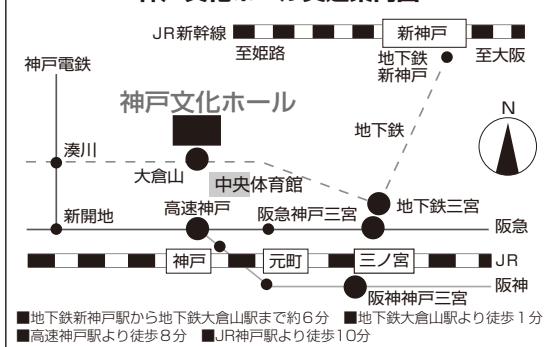 JR新幹線
新神戸
至姫路
地下鉄
新神戸
至大阪
神戸電鉄
神戸文化ホール
地下鉄
N
湊川
大倉山
中央体育館
地下鉄三宮
新開地
高速神戸
阪急神戸三宮
阪急
神戸
元町
三ノ宮
JR
阪神神戸三宮
阪神
■地下鉄新神戸駅から地下鉄大倉山駅まで約6分 ■地下鉄大倉山駅より徒歩1分
■高速神戸駅より徒歩8分 ■JR神戸駅より徒歩10分